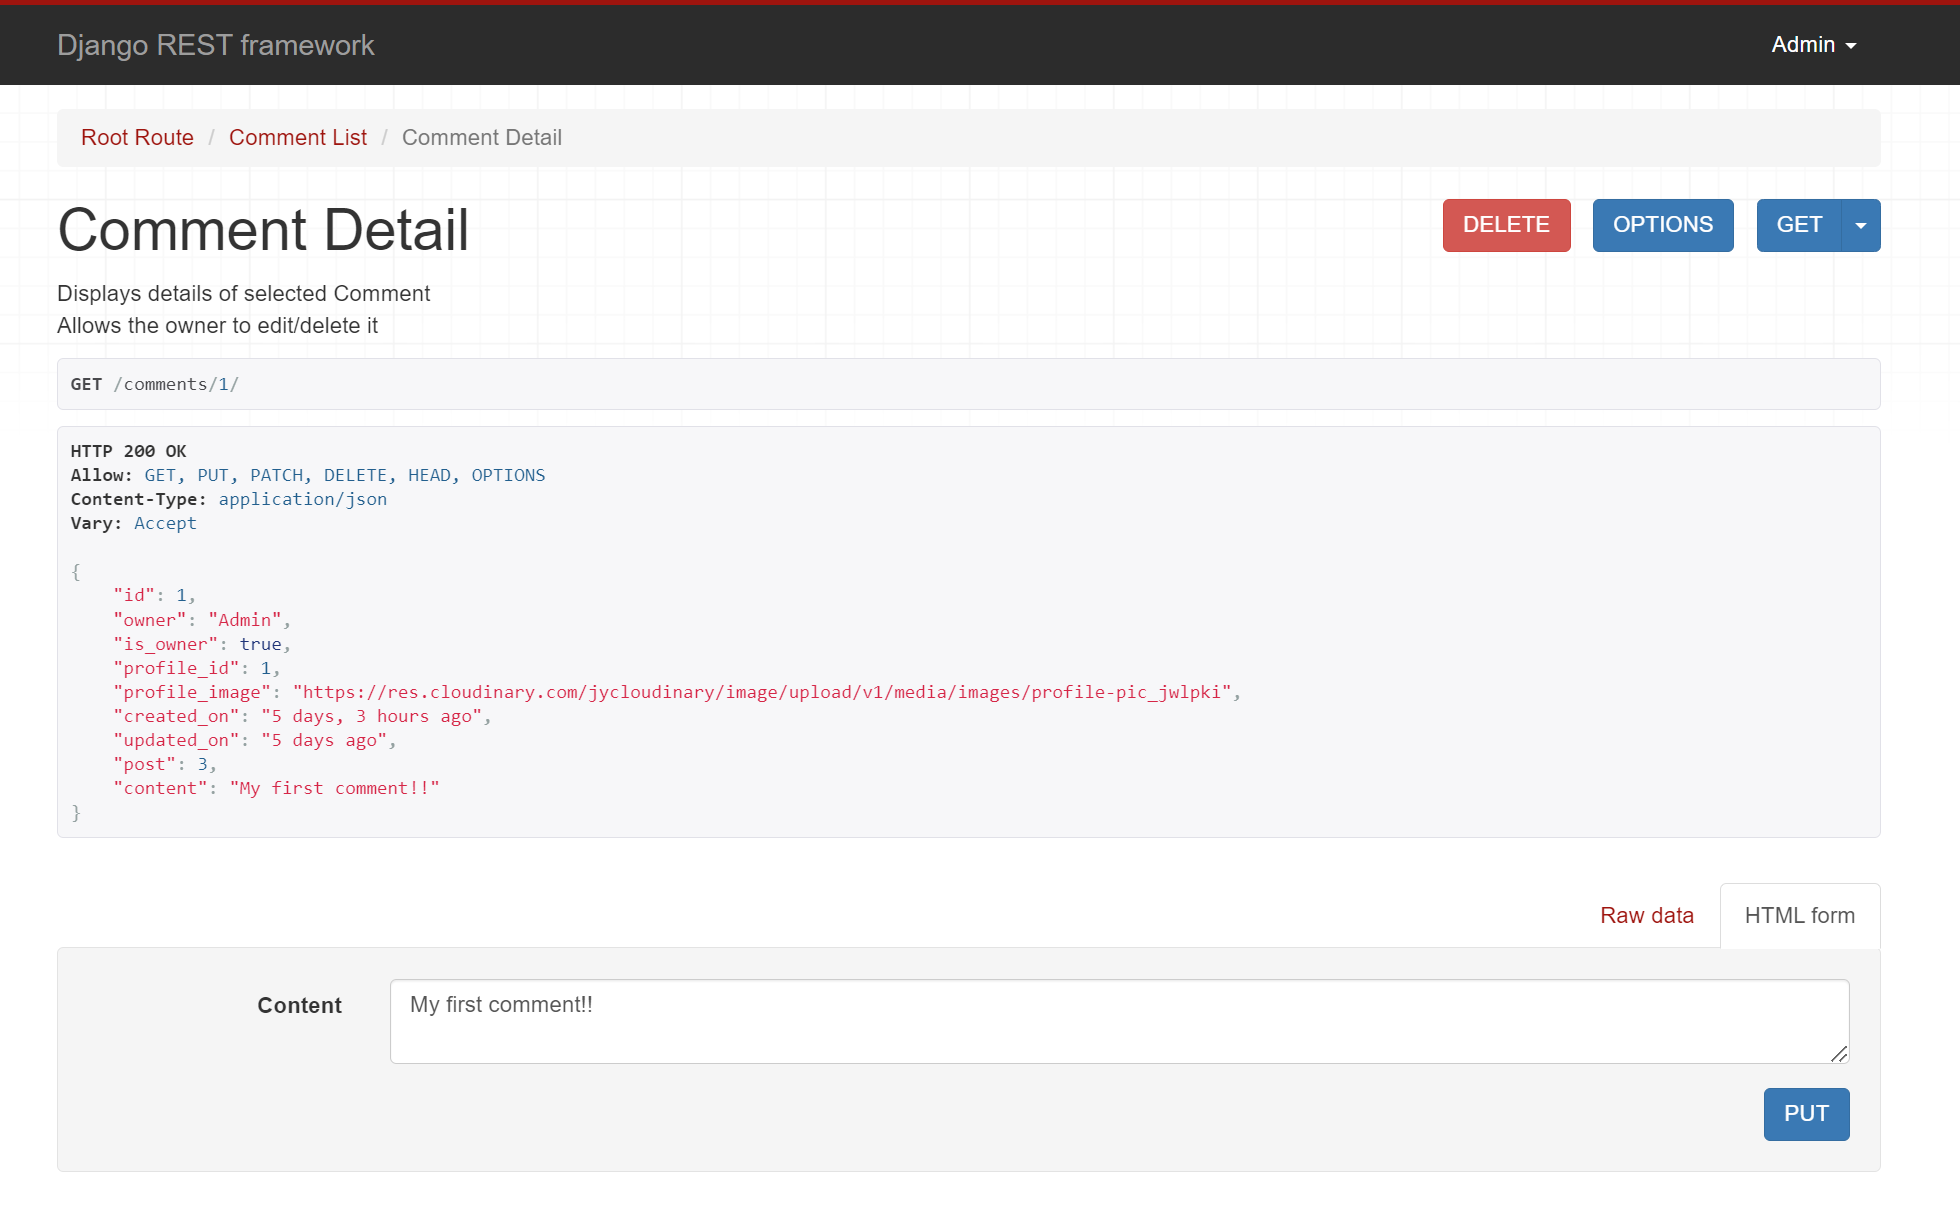 Django REST framework
Admin
Root Route / Comment List / Comment Detail
Comment Detail
DELETE
OPTIONS
GET
Displays details of selected Comment
Allows the owner to edit/delete it
GET /comments/1/
HTTP 200 OK
Allow: GET, PUT, PATCH, DELETE, HEAD, OPTIONS
Content-Type: application/json
Vary: Accept
{
    "id": 1,
    "owner": "Admin",
    "is_owner": true,
    "profile_id": 1,
    "profile_image": "https://res.cloudinary.com/jycloudinary/image/upload/v1/media/images/profile-pic_jwlpki",
    "created_on": "5 days, 3 hours ago",
    "updated_on": "5 days ago",
    "post": 3,
    "content": "My first comment!!"
}
Raw data
HTML form
Content
My first comment!!
PUT